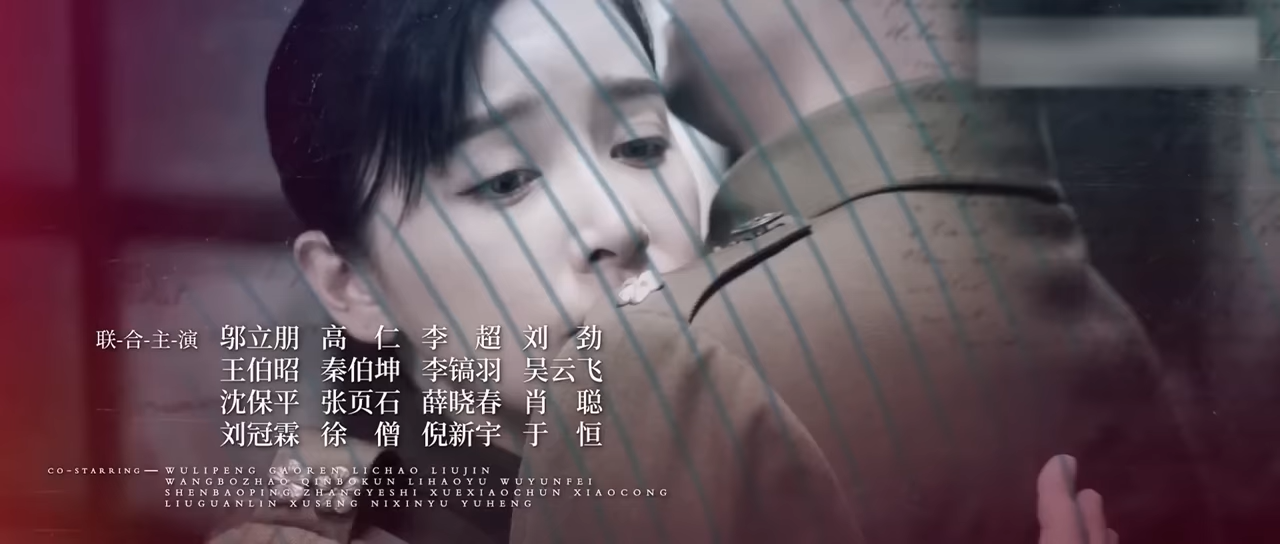 联-合-主-演 邬立朋 高仁 李超 刘劲
王伯昭 秦伯坤 李镐羽 吴云飞
沈保平 张页石 薛晓春 肖聪
刘冠霖 徐僧 倪新宇 于恒
CO-STARRING— WULIPENG GAOREN LICHAO LIUJIN
WANGBOZHAO QINBOKUN LIHAOYU WUYUNFEI
SHENBAOPING ZHANGYESHI XUEXIAOCHUN XIAOCONG
LIUGUANLIN XUSENG NIXINYU YUHENG